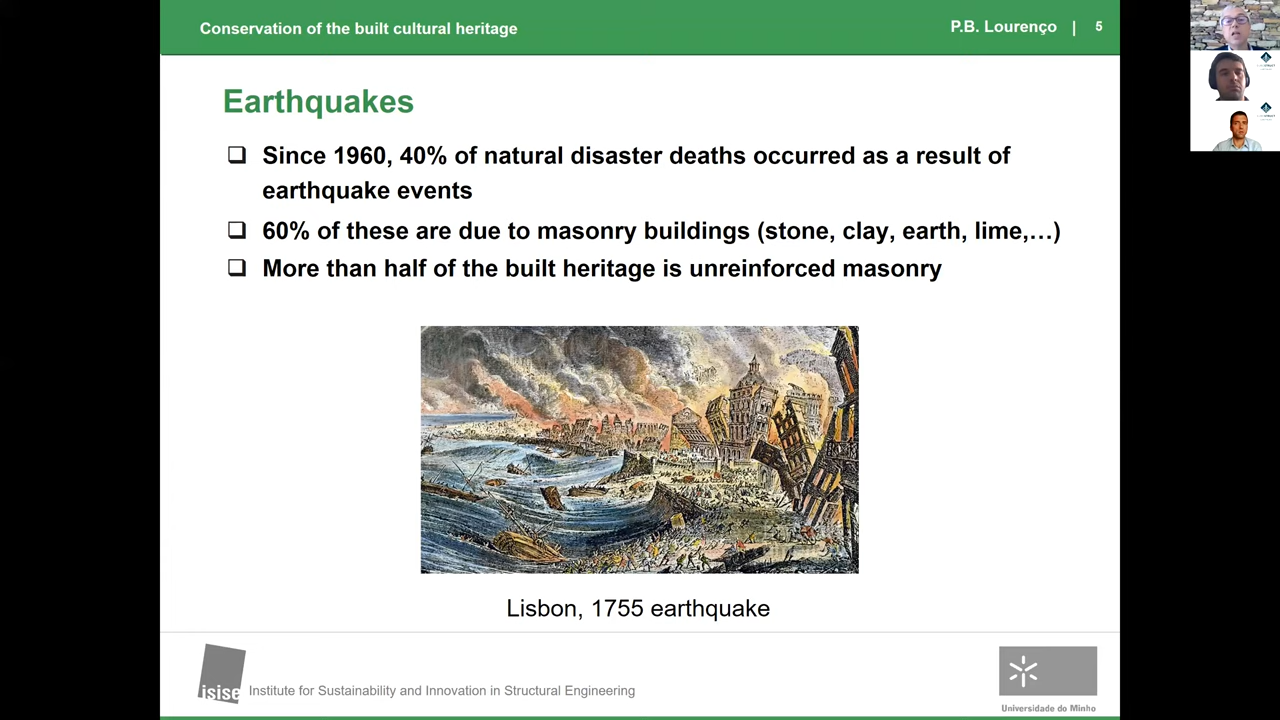 Conservation of the built cultural heritage
P.B. Lourenço | 5
Earthquakes
Since 1960, 40% of natural disaster deaths occurred as a result of
earthquake events
60% of these are due to masonry buildings (stone, clay, earth, lime,…)
More than half of the built heritage is unreinforced masonry
Lisbon, 1755 earthquake
isise
Institute for Sustainability and Innovation in Structural Engineering
Universidade do Minho